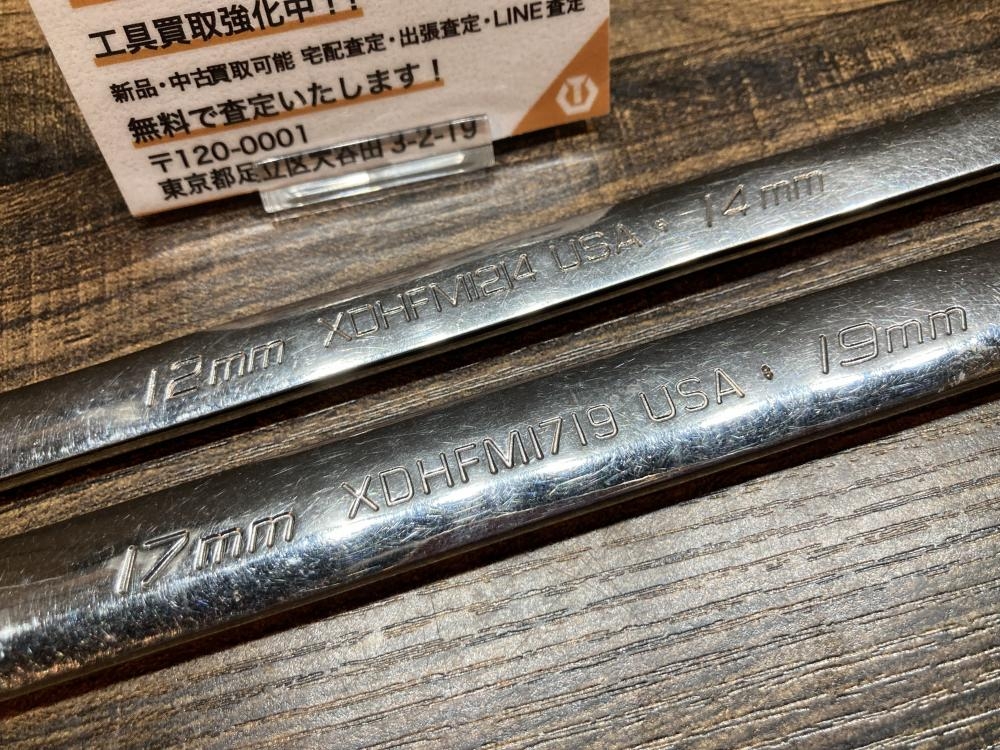 工具買取強化中！！
新品・中古買取可能 宅配査定・出張査定・LINE査定
無料で査定いたします！
〒120-0001
東京都足立区大谷田 3-2-19
12mm XDHFM1214 USA 14mm
17mm XDHFM1719 USA 19mm